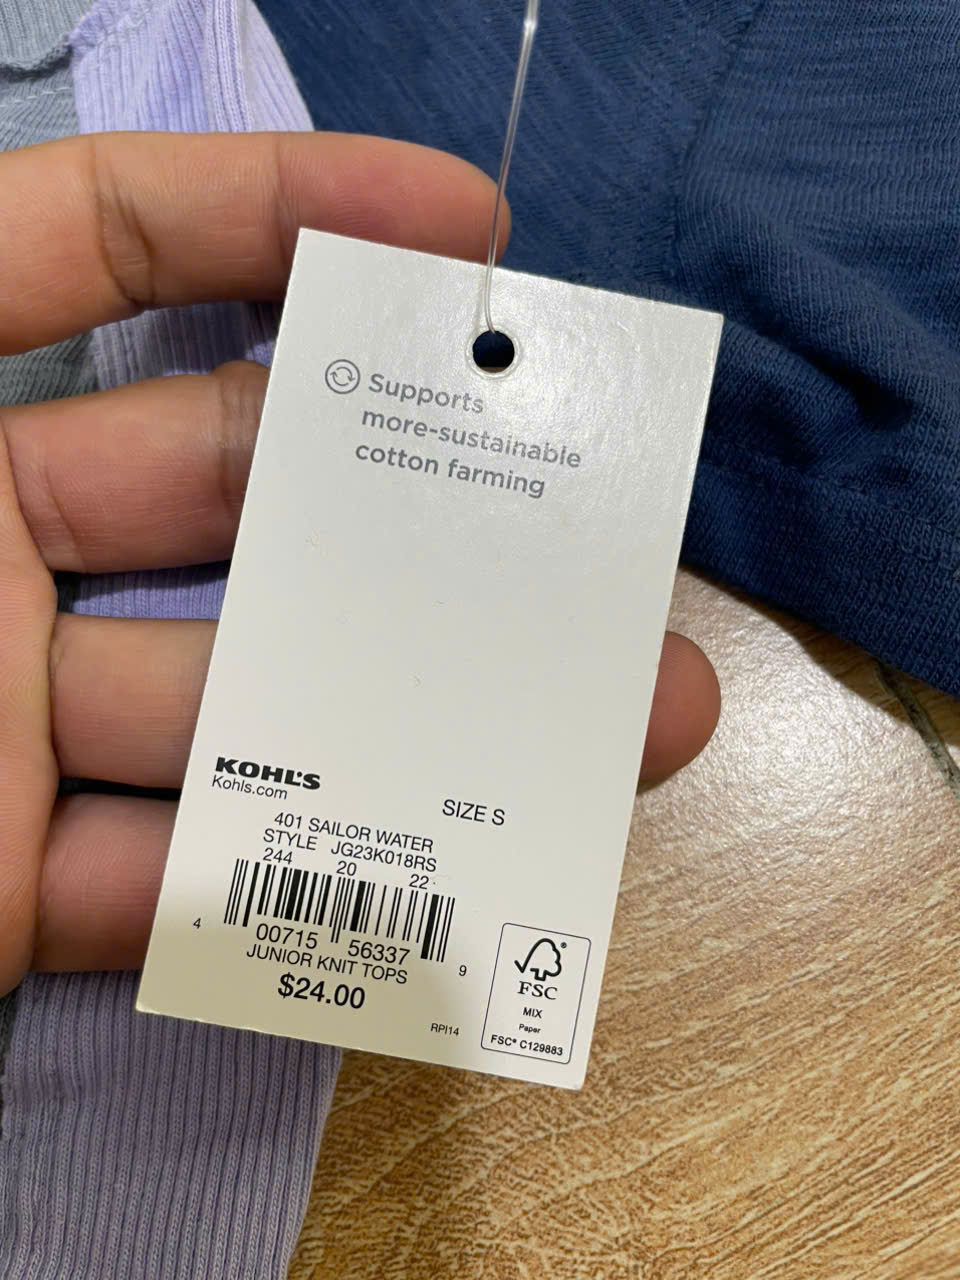 Supports
more-sustainable
cotton farming
KOHL'S
Kohls.com
SIZE S
401 SAILOR WATER
STYLE JG23K018RS
244 20 22
4 00715 56337 9
JUNIOR KNIT TOPS
$24.00
RPI14
FSC®
MIX
Paper
FSC® C129883